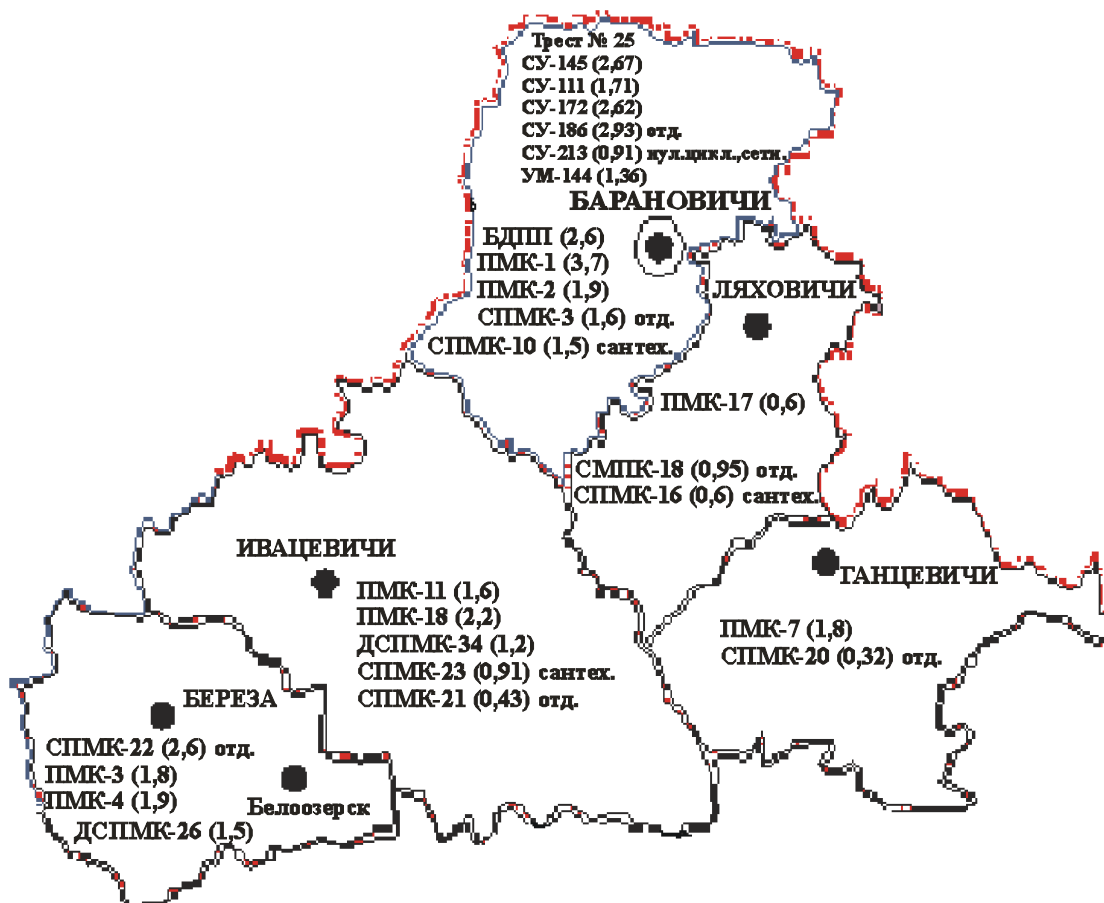 Трест № 25
СУ-145 (2,67)
СУ-111 (1,71)
СУ-172 (2,62)
СУ-186 (2,93) отд.
СУ-213 (0,91) нул.цикл.,сети.
УМ-144 (1,36)
БАРАНОВИЧИ
БДПП (2,6)
ПМК-1 (3,7)
ПМК-2 (1,9)
СПМК-3 (1,6) отд.
СПМК-10 (1,5) сантех.
ЛЯХОВИЧИ
ПМК-17 (0,6)
СМПК-18 (0,95) отд.
СПМК-16 (0,6) сантех.
ИВАЦЕВИЧИ
ПМК-11 (1,6)
ПМК-18 (2,2)
ДСПМК-34 (1,2)
СПМК-23 (0,91) сантех.
СПМК-21 (0,43) отд.
ГАНЦЕВИЧИ
ПМК-7 (1,8)
СПМК-20 (0,32) отд.
БЕРЕЗА
СПМК-22 (2,6) отд.
ПМК-3 (1,8)
ПМК-4 (1,9)
ДСПМК-26 (1,5)
Белоозерск